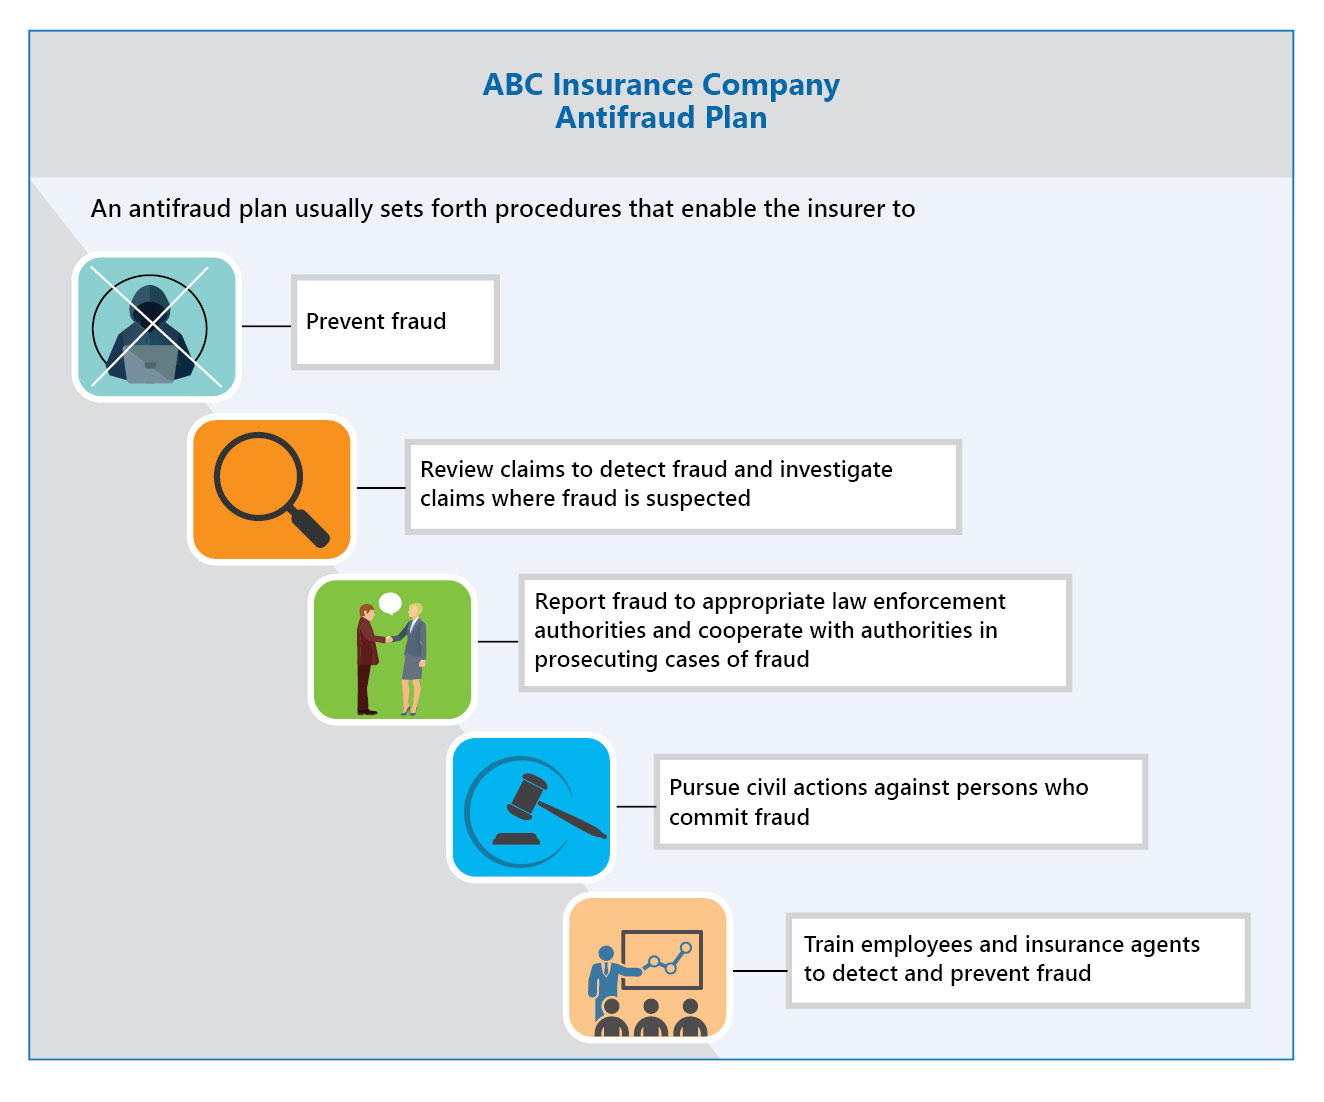 ABC Insurance Company
Antifraud Plan
An antifraud plan usually sets forth procedures that enable the insurer to
Prevent fraud
Review claims to detect fraud and investigate
claims where fraud is suspected
Report fraud to appropriate law enforcement
authorities and cooperate with authorities in
prosecuting cases of fraud
Pursue civil actions against persons who
commit fraud
Train employees and insurance agents
to detect and prevent fraud